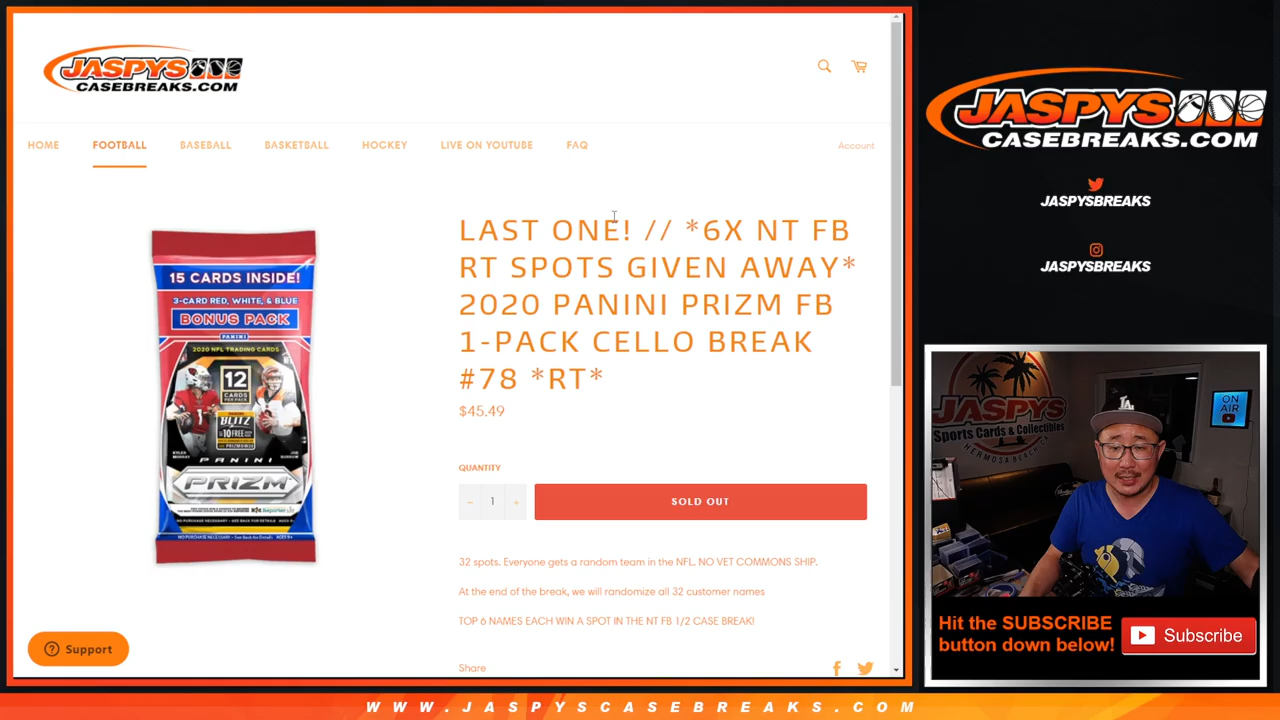 JASPYS
CASEBREAKS.COM
HOME
FOOTBALL
BASEBALL
BASKETBALL
HOCKEY
LIVE ON YOUTUBE
FAQ
Account
15 CARDS INSIDE!
3-CARD RED, WHITE, & BLUE
BONUS PACK
PANINI
2020 NFL TRADING CARDS
12
CARDS
PER PACK
BLITZ
PANINI
PRIZM
LAST ONE! // *6X NT FB
RT SPOTS GIVEN AWAY*
2020 PANINI PRIZM FB
1-PACK CELLO BREAK
#78 *RT*
$45.49
QUANTITY
− 1 +
SOLD OUT
32 spots. Everyone gets a random team in the NFL. NO VET COMMONS SHIP.
At the end of the break, we will randomize all 32 customer names
TOP 6 NAMES EACH WIN A SPOT IN THE NT FB 1/2 CASE BREAK!
Share
Support
JASPYS
CASEBREAKS.COM
JASPYSBREAKS
JASPYSBREAKS
JASPYS
Sports Cards & Collectibles
HERMOSA BEACH CA
ON
AIR
LA
Hit the SUBSCRIBE
button down below!
Subscribe
WWW.JASPYSCASEBREAKS.COM